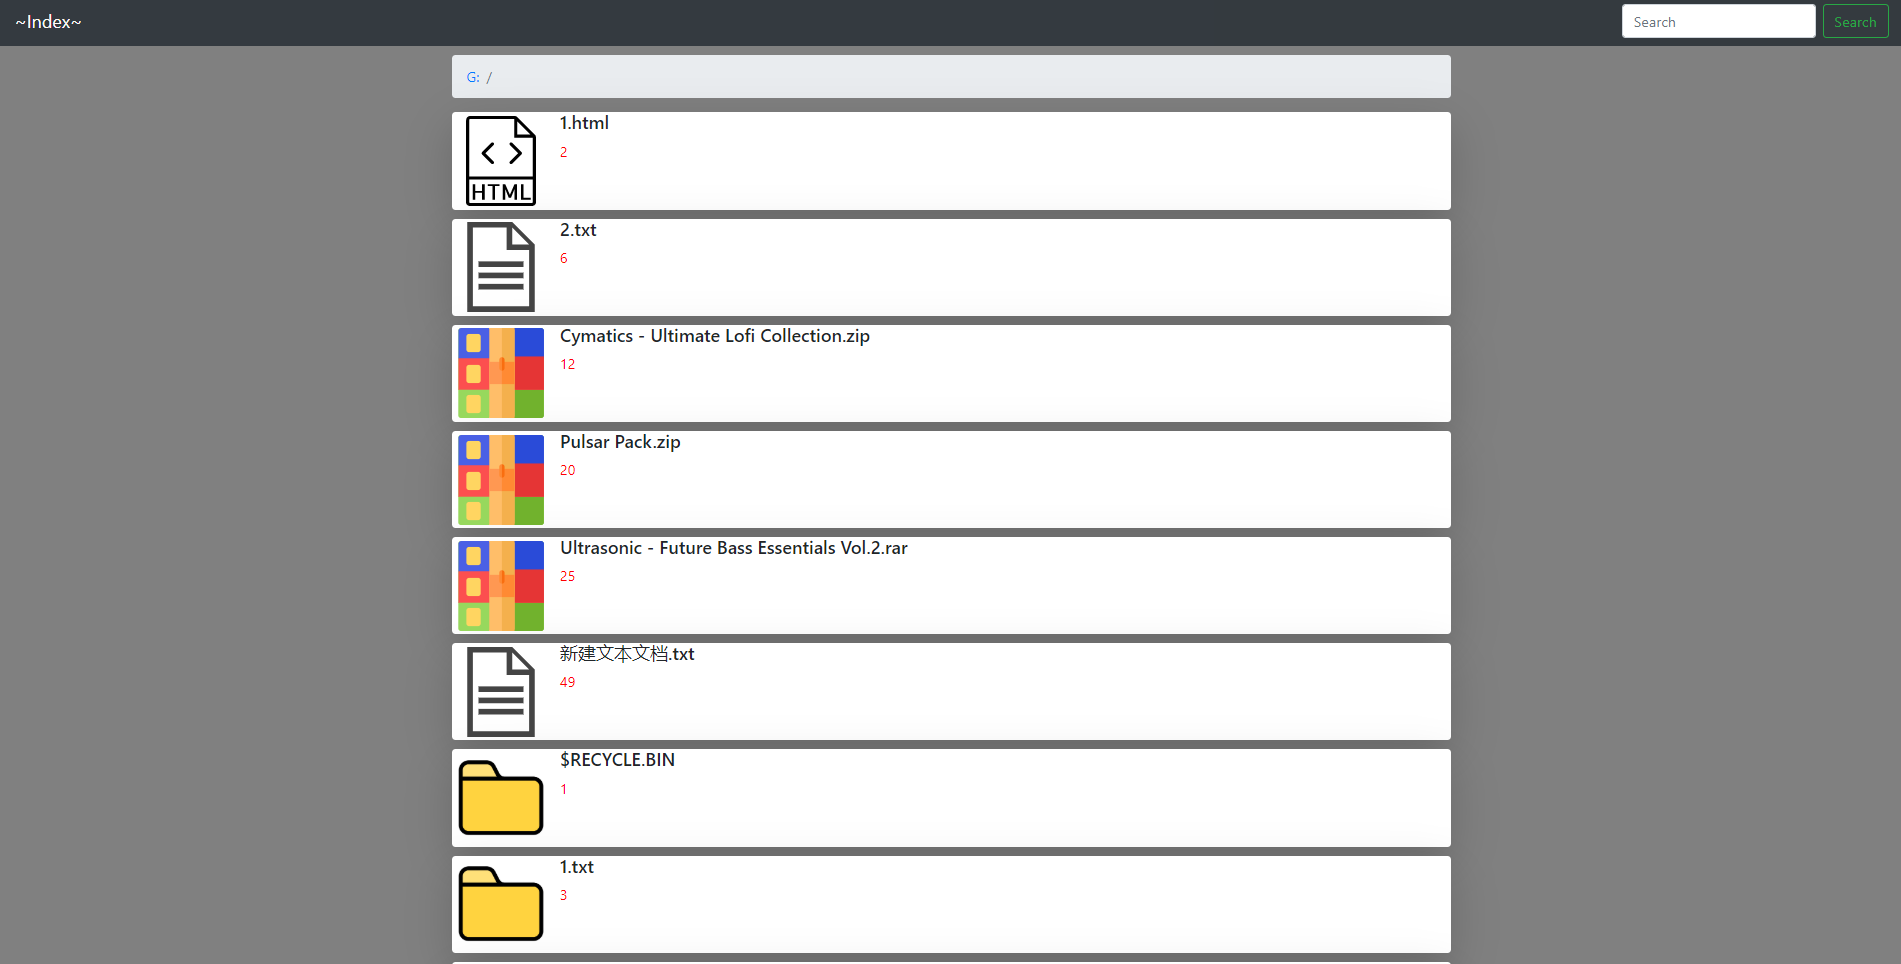 ~Index~
Search
Search
G: /
1.html
2
HTML
2.txt
6
Cymatics - Ultimate Lofi Collection.zip
12
Pulsar Pack.zip
20
Ultrasonic - Future Bass Essentials Vol.2.rar
25
新建文本文档.txt
49
$RECYCLE.BIN
1
1.txt
3